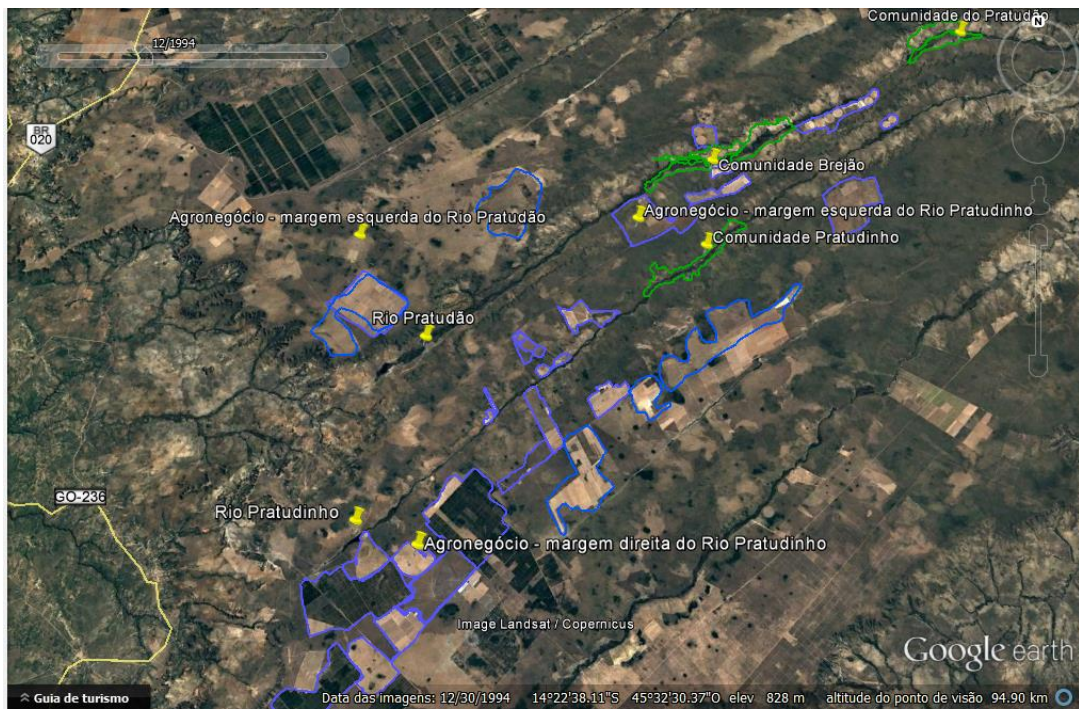 Comunidade do Pratudão
N
12/1994
BR
020
Comunidade Brejão
Agronegócio - margem esquerda do Rio Pratudão
Agronegócio - margem esquerda do Rio Pratudinho
Comunidade Pratudinho
Rio Pratudão
GO-236
Rio Pratudinho
Agronegócio - margem direita do Rio Pratudinho
Image Landsat / Copernicus
Google earth
Guia de turismo
Data das imagens: 12/30/1994 14°22'38.11"S 45°32'30.37"O elev 828 m altitude do ponto de visão 94.90 km